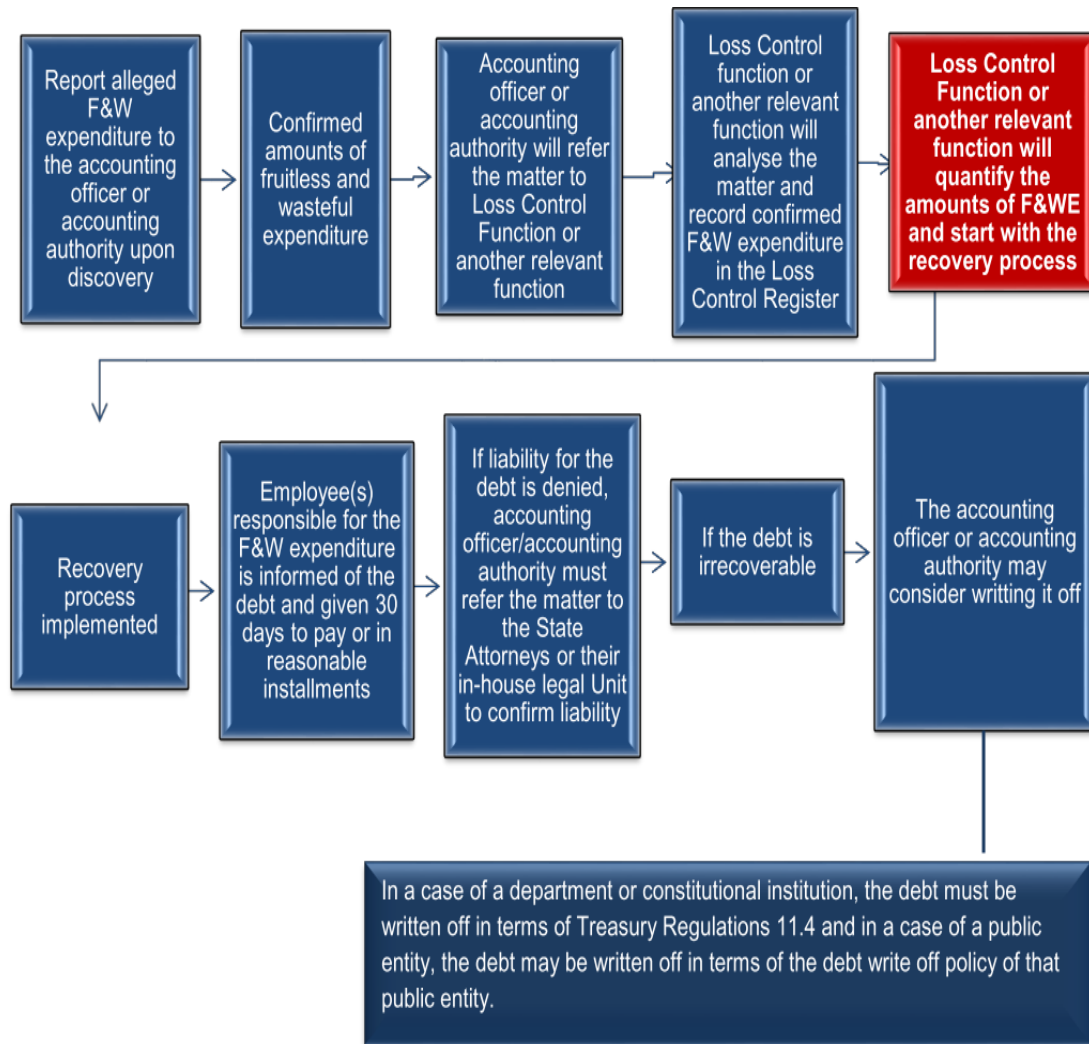 Report alleged
F&W
expenditure to
the accounting
officer or
accounting
authority upon
discovery
Confirmed
amounts of
fruitless and
wasteful
expenditure
Accounting
officer or
accounting
authority will refer
the matter to
Loss Control
Function or
another relevant
function
Loss Control
function or
another relevant
function will
analyse the
matter and
record confirmed
F&W expenditure
in the Loss
Control Register
Loss Control
Function or
another relevant
function will
quantify the
amounts of F&WE
and start with the
recovery process
Recovery
process
implemented
Employee(s)
responsible for the
F&W expenditure
is informed of the
debt and given 30
days to pay or in
reasonable
installments
If liability for the
debt is denied,
accounting
officer/accounting
authority must
refer the matter to
the State
Attorneys or their
in-house legal Unit
to confirm liability
If the debt is
irrecoverable
The accounting
officer or accounting
authority may
consider writting it off
In a case of a department or constitutional institution, the debt must be
written off in terms of Treasury Regulations 11.4 and in a case of a public
entity, the debt may be written off in terms of the debt write off policy of that
public entity.